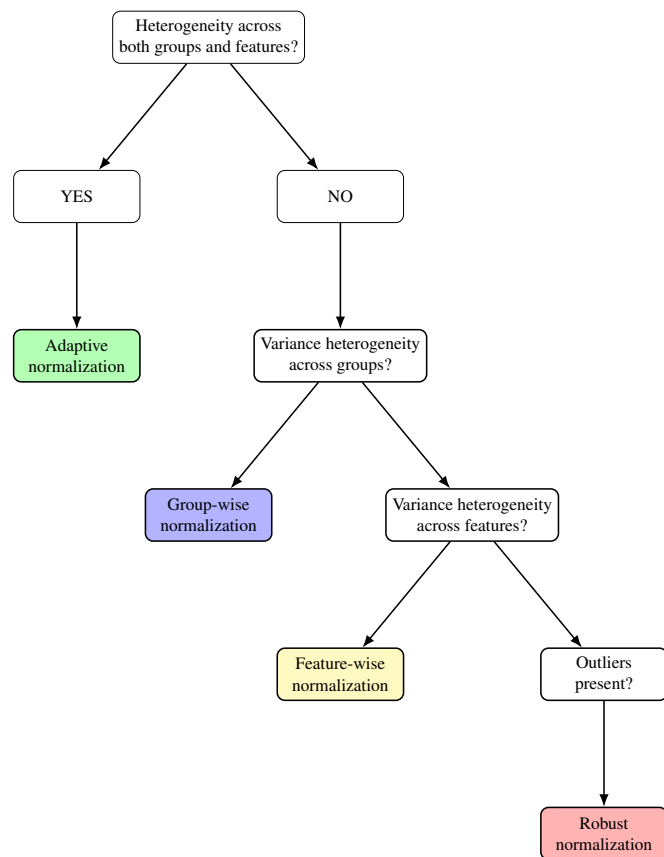 Heterogeneity across
both groups and features?
YES
NO
Adaptive
normalization
Variance heterogeneity
across groups?
Group-wise
normalization
Variance heterogeneity
across features?
Feature-wise
normalization
Outliers
present?
Robust
normalization